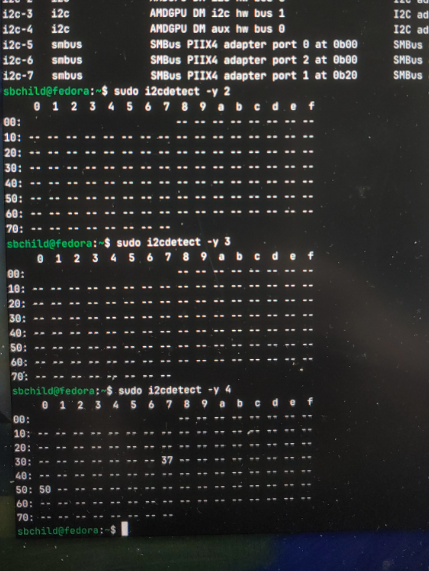 i2c-3 i2c AMDGPU DM i2c hw bus 1 I2C ad
i2c-4 i2c AMDGPU DM aux hw bus 0 I2C ad
i2c-5 smbus SMBus PIIX4 adapter port 0 at 0b00 SMBus
i2c-6 smbus SMBus PIIX4 adapter port 2 at 0b00 SMBus
i2c-7 smbus SMBus PIIX4 adapter port 1 at 0b20 SMBus
sbchild@fedora:~$ sudo i2cdetect -y 2
0 1 2 3 4 5 6 7 8 9 a b c d e f
00: -- -- -- -- -- -- -- --
10: -- -- -- -- -- -- -- -- -- -- -- -- -- -- -- --
20: -- -- -- -- -- -- -- -- -- -- -- -- -- -- -- --
30: -- -- -- -- -- -- -- -- -- -- -- -- -- -- -- --
40: -- -- -- -- -- -- -- -- -- -- -- -- -- -- -- --
50: -- -- -- -- -- -- -- -- -- -- -- -- -- -- -- --
60: -- -- -- -- -- -- -- -- -- -- -- -- -- -- -- --
70: -- -- -- -- -- -- -- --
sbchild@fedora:~$ sudo i2cdetect -y 3
0 1 2 3 4 5 6 7 8 9 a b c d e f
00: -- -- -- -- -- -- -- --
10: -- -- -- -- -- -- -- -- -- -- -- -- -- -- -- --
20: -- -- -- -- -- -- -- -- -- -- -- -- -- -- -- --
30: -- -- -- -- -- -- -- -- -- -- -- -- -- -- -- --
40: -- -- -- -- -- -- -- -- -- -- -- -- -- -- -- --
50: -- -- -- -- -- -- -- -- -- -- -- -- -- -- -- --
60: -- -- -- -- -- -- -- -- -- -- -- -- -- -- -- --
70: -- -- -- -- -- -- -- --
sbchild@fedora:~$ sudo i2cdetect -y 4
0 1 2 3 4 5 6 7 8 9 a b c d e f
00: -- -- -- -- -- -- -- --
10: -- -- -- -- -- -- -- -- -- -- -- -- -- -- -- --
20: -- -- -- -- -- -- -- -- -- -- -- -- -- -- -- --
30: -- -- -- -- -- -- -- 37 -- -- -- -- -- -- -- --
40: -- -- -- -- -- -- -- -- -- -- -- -- -- -- -- --
50: 50 -- -- -- -- -- -- -- -- -- -- -- -- -- -- --
60: -- -- -- -- -- -- -- -- -- -- -- -- -- -- -- --
70: -- -- -- -- -- -- -- --
sbchild@fedora:~$